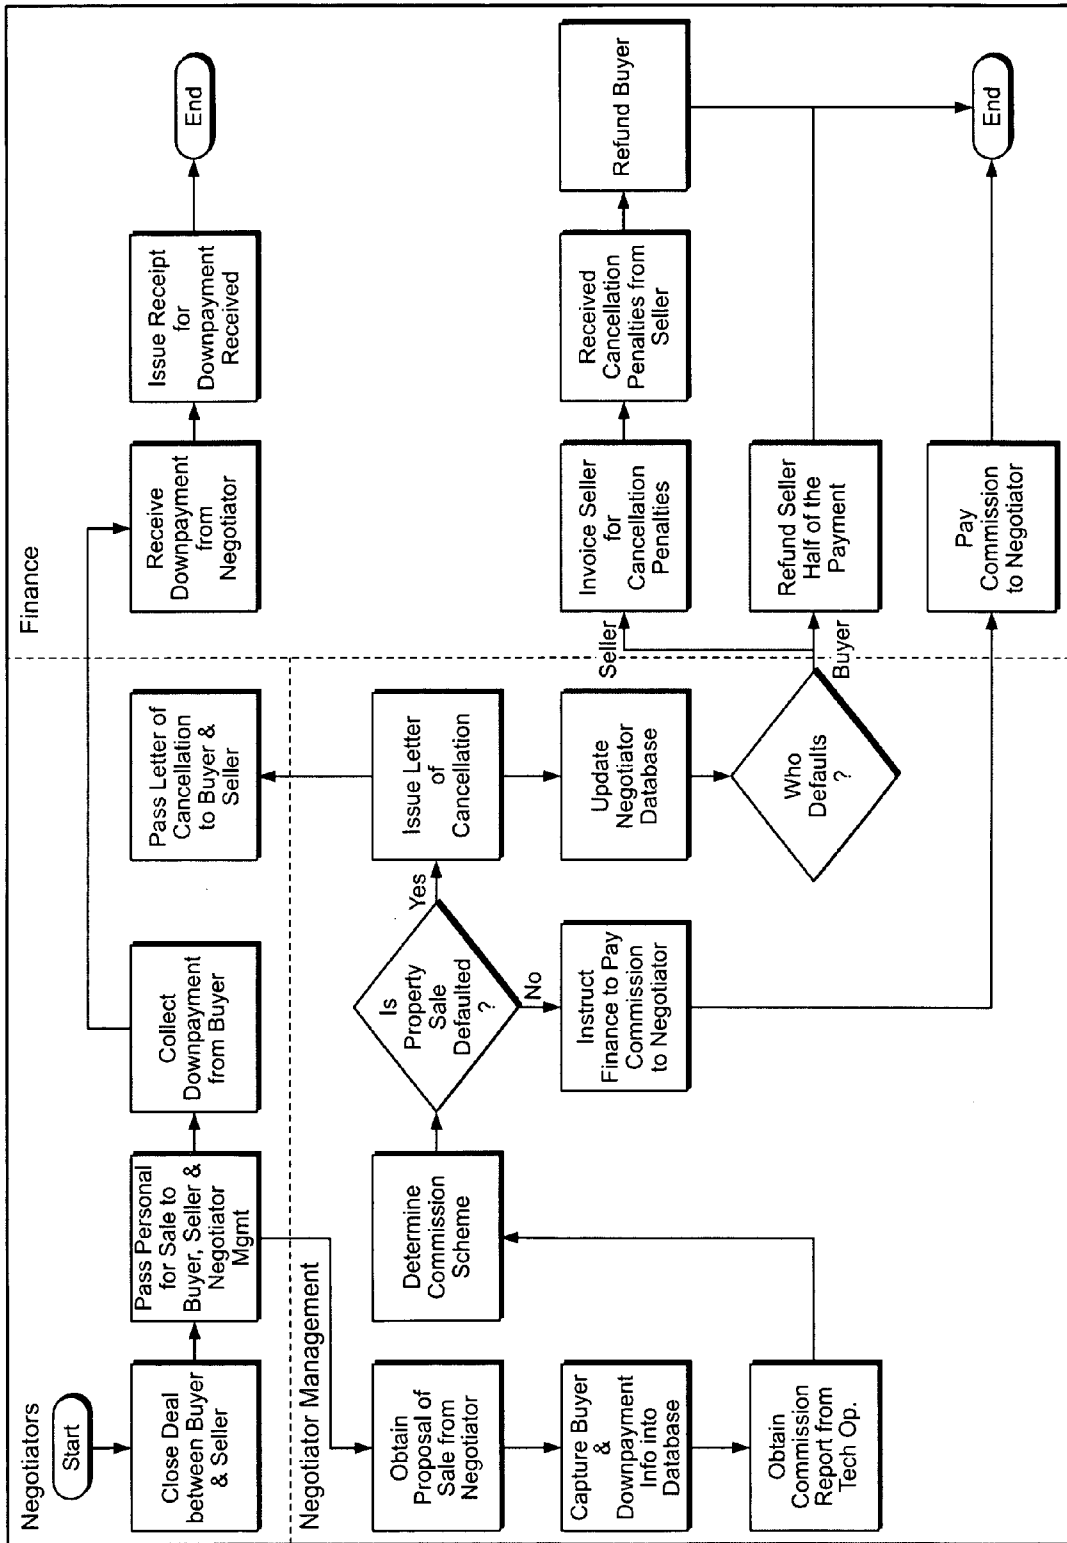 Negotiators
Start
Close Deal
between Buyer
& Seller
Pass Personal
for Sale to
Buyer, Seller &
Negotiator
Mgmt
Collect
Downpayment
from Buyer
Pass Letter of
Cancellation
to Buyer &
Seller
Negotiator Management
Obtain
Proposal of
Sale from
Negotiator
Capture Buyer
&
Downpayment
Info into
Database
Obtain
Commission
Report from
Tech Op.
Determine
Commission
Scheme
Is
Property
Sale
Defaulted
?
Yes
No
Instruct
Finance to Pay
Commission
to Negotiator
Issue Letter
of
Cancellation
Update
Negotiator
Database
Who
Defaults
?
Seller
Buyer
Finance
Receive
Downpayment
from
Negotiator
Issue Receipt
for
Downpayment
Received
End
Invoice Seller
for
Cancellation
Penalties
Received
Cancellation
Penalties from
Seller
Refund Buyer
Refund Seller
Half of the
Payment
Pay
Commission
to Negotiator
End